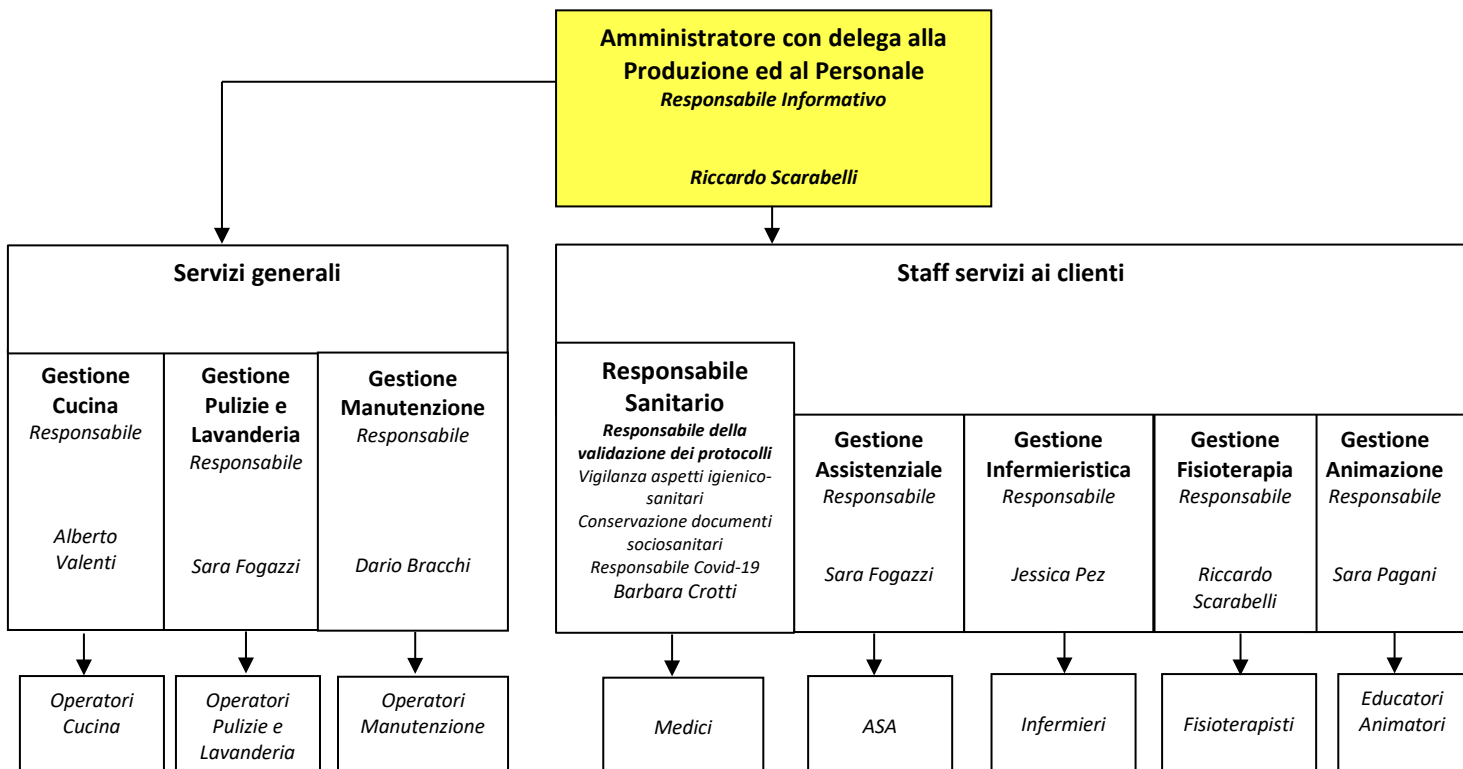 Amministratore con delega alla
Produzione ed al Personale
Responsabile Informativo
Riccardo Scarabelli
Servizi generali
Staff servizi ai clienti
Gestione
Cucina
Responsabile
Alberto
Valenti
Gestione
Pulizie e
Lavanderia
Responsabile
Sara Fogazzi
Gestione
Manutenzione
Responsabile
Dario Bracchi
Responsabile
Sanitario
Responsabile della
validazione dei protocolli
Vigilanza aspetti igienico-
sanitari
Conservazione documenti
sociosanitari
Responsabile Covid-19
Barbara Crotti
Gestione
Assistenziale
Responsabile
Sara Fogazzi
Gestione
Infermieristica
Responsabile
Jessica Pez
Gestione
Fisioterapia
Responsabile
Riccardo
Scarabelli
Gestione
Animazione
Responsabile
Sara Pagani
Operatori
Cucina
Operatori
Pulizie e
Lavanderia
Operatori
Manutenzione
Medici
ASA
Infermieri
Fisioterapisti
Educatori
Animatori